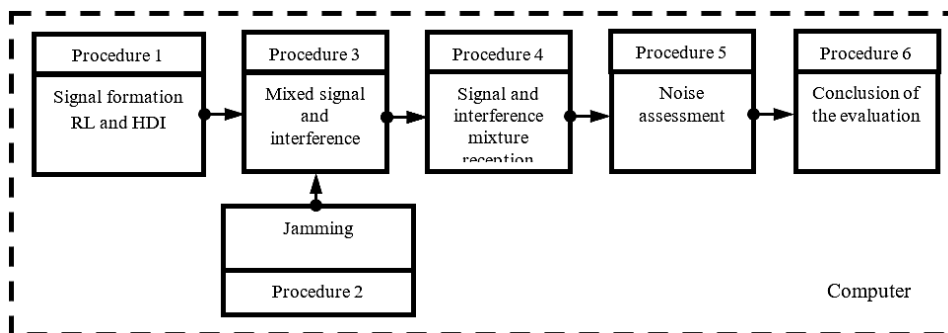 Procedure 1
Signal formation
RL and HDI
Procedure 3
Mixed signal
and
interference
Procedure 4
Signal and
interference
mixture
reception
Procedure 5
Noise
assessment
Procedure 6
Conclusion of
the evaluation
Jamming
Procedure 2
Computer